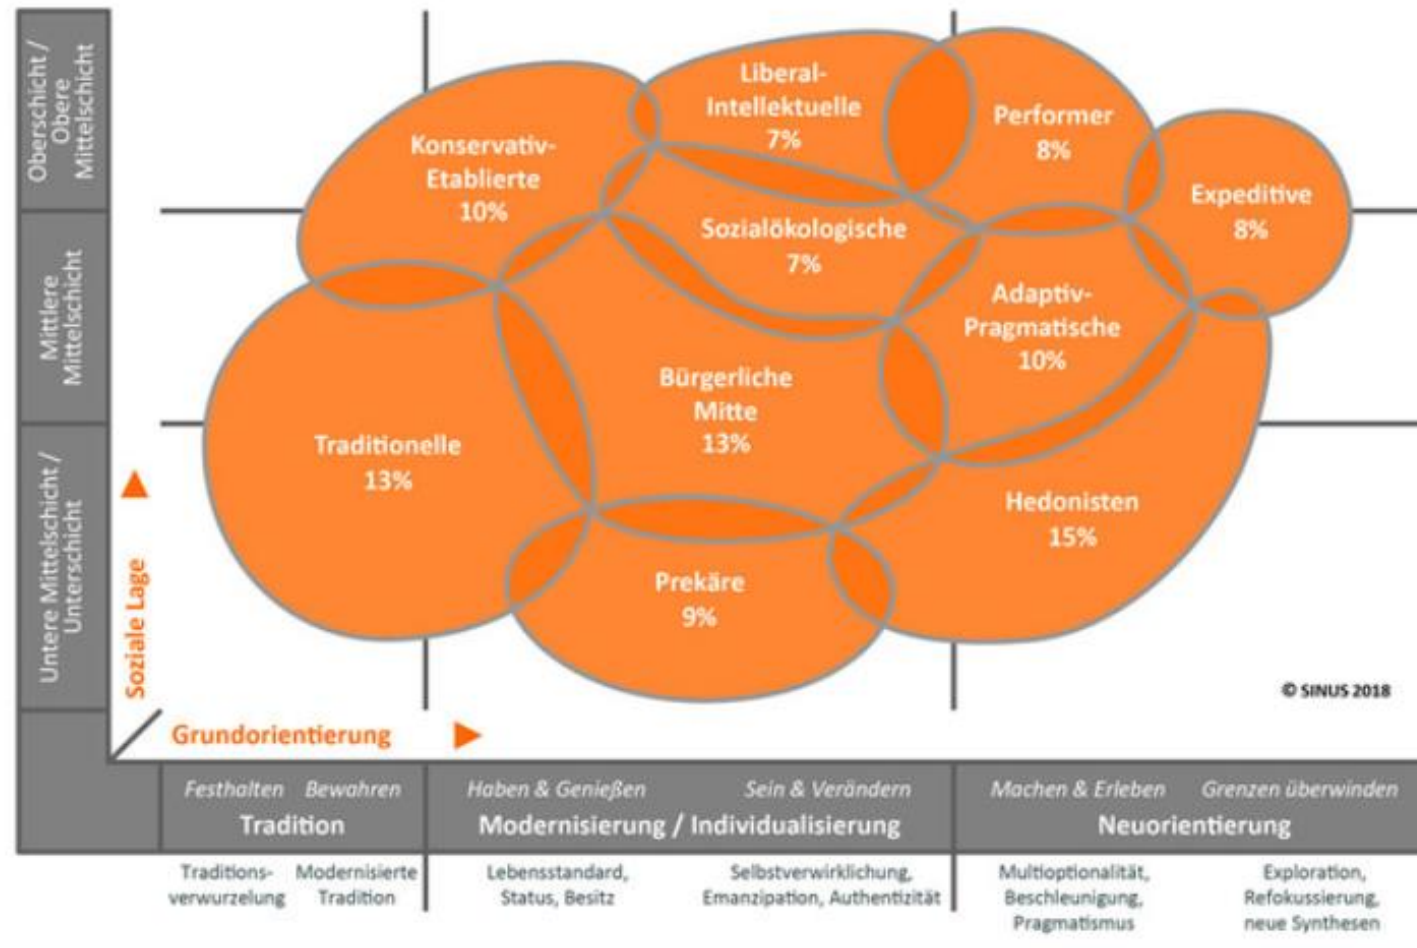 Oberschicht /
Obere
Mittelschicht
Mittlere
Mittelschicht
Untere Mittelschicht /
Unterschicht
Soziale Lage
Konservativ-
Etablierte
10%
Liberal-
Intellektuelle
7%
Performer
8%
Expeditive
8%
Sozialökologische
7%
Adaptiv-
Pragmatische
10%
Bürgerliche
Mitte
13%
Traditionelle
13%
Hedonisten
15%
Prekäre
9%
© SINUS 2018
Grundorientierung
Festhalten Bewahren
Tradition
Haben & Genießen Sein & Verändern
Modernisierung / Individualisierung
Machen & Erleben Grenzen überwinden
Neuorientierung
Traditions-
verwurzelung
Modernisierte
Tradition
Lebensstandard,
Status, Besitz
Selbstverwirklichung,
Emanzipation, Authentizität
Multioptionalität,
Beschleunigung,
Pragmatismus
Exploration,
Refokussierung,
neue Synthesen